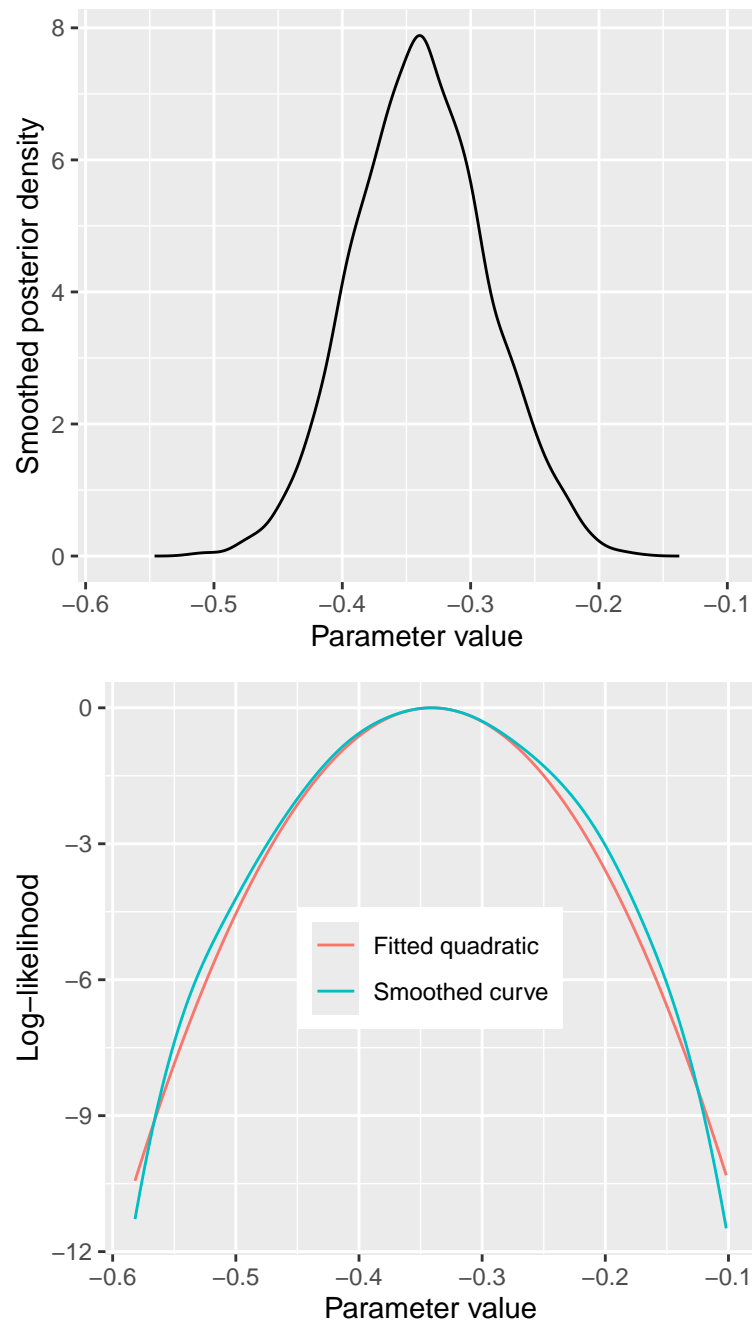 8
6
4
2
0
Smoothed posterior density
−0.6 −0.5 −0.4 −0.3 −0.2 −0.1
Parameter value
0
−3
−6
−9
−12
Log−likelihood
Fitted quadratic
Smoothed curve
−0.6 −0.5 −0.4 −0.3 −0.2 −0.1
Parameter value